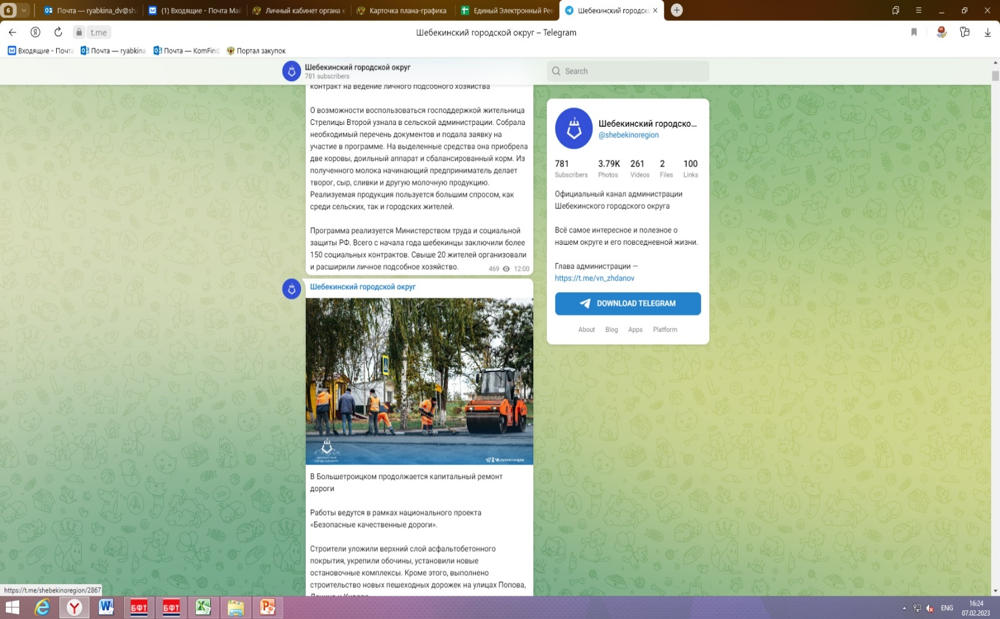 6
Почта — ryabkina_dv@sh
(1) Входящие - Почта Mail
Личный кабинет органа к
Карточка плана-графика
Единый Электронный Рее
Шебекинский городск
t.me
Шебекинский городской округ – Telegram
Входящие - Почта
Почта — ryabkina
Почта — KomFin
Портал закупок
Шебекинский городской округ
781 subscribers
Search
контракт на ведение личного подсобного хозяйства
О возможности воспользоваться господдержкой жительница
Стрелицы Второй узнала в сельской администрации. Собрала
необходимый перечень документов и подала заявку на
участие в программе. На выделенные средства она приобрела
две коровы, доильный аппарат и сбалансированный корм. Из
полученного молока начинающий предприниматель делает
творог, сыр, сливки и другую молочную продукцию.
Реализуемая продукция пользуется большим спросом, как
среди сельских, так и городских жителей.
Программа реализуется Министерством труда и социальной
защиты РФ. Всего с начала года шебекинцы заключили более
150 социальных контрактов. Свыше 20 жителей организовали
и расширили личное подсобное хозяйство.
469 12:00
Шебекинский городской округ
shebekinoregion
В Большетроицком продолжается капитальный ремонт
дороги
Работы ведутся в рамках национального проекта
«Безопасные качественные дороги».
Строители уложили верхний слой асфальтобетонного
покрытия, укрепили обочины, установили новые
остановочные комплексы. Кроме этого, выполнено
строительство новых пешеходных дорожек на улицах Попова,
Шебекинский городско...
@shebekinoregion
781 3.79K 261 2 100
Subscribers Photos Videos Files Links
Официальный канал администрации
Шебекинского городского округа
Всё самое интересное и полезное о
нашем округе и его повседневной жизни.
Глава администрации —
https://t.me/vn_zhdanov
DOWNLOAD TELEGRAM
About Blog Apps Platform
https://t.me/shebekinoregion/2867
БФТ
БФТ
ENG
16:24
07.02.2023